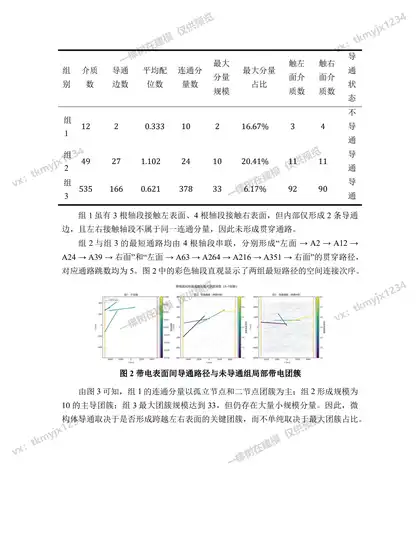 组别 介质数 导通边数 平均配位数 连通分量数 最大分量规模 最大分量占比 触左面介质数 触右面介质数 导通状态
组1 12 2 0.333 10 2 16.67% 3 4 不导通
组2 49 27 1.102 24 10 20.41% 11 11 导通
组3 535 166 0.621 378 33 6.17% 92 90 导通
组 1 虽有 3 根轴段接触左表面、4 根轴段接触右表面，但内部仅形成 2 条导通
边，且左右接触轴段不属于同一连通分量，因此未形成贯穿通路。
组 2 与组 3 的最短通路均由 4 根轴段串联，分别形成“左面 → A2 → A12 →
A24 → A39 → 右面”和“左面 → A63 → A264 → A216 → A351 → 右面”的贯穿路径，
对应通路跳数均为 5。图 2 中的彩色轴段直观显示了两组最短路径的空间连接次序。
图 2 带电表面间导通路径与未导通组局部带电团簇
由图 3 可知，组 1 的连通分量以孤立节点和二节点团簇为主；组 2 形成规模为
10 的主导团簇；组 3 最大团簇规模达到 33，但仍存在大量小规模分量。因此，微
构体导通取决于是否形成跨越左右表面的关键团簇，而不单纯取决于最大团簇占比。
vx: tkmyjx1234
一棵树在建模 仅供预览